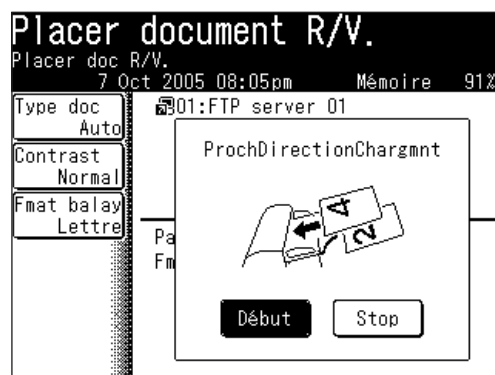 Placer document R/V.
Placer doc R/V.
7 Oct 2005 08:05pm Mémoire 91%
Type doc
Auto
01:FTP server 01
Contrast
Normal
Fmat balay
Lettre
ProchDirectionChargmnt
4
2
Pa
Fm
Début Stop